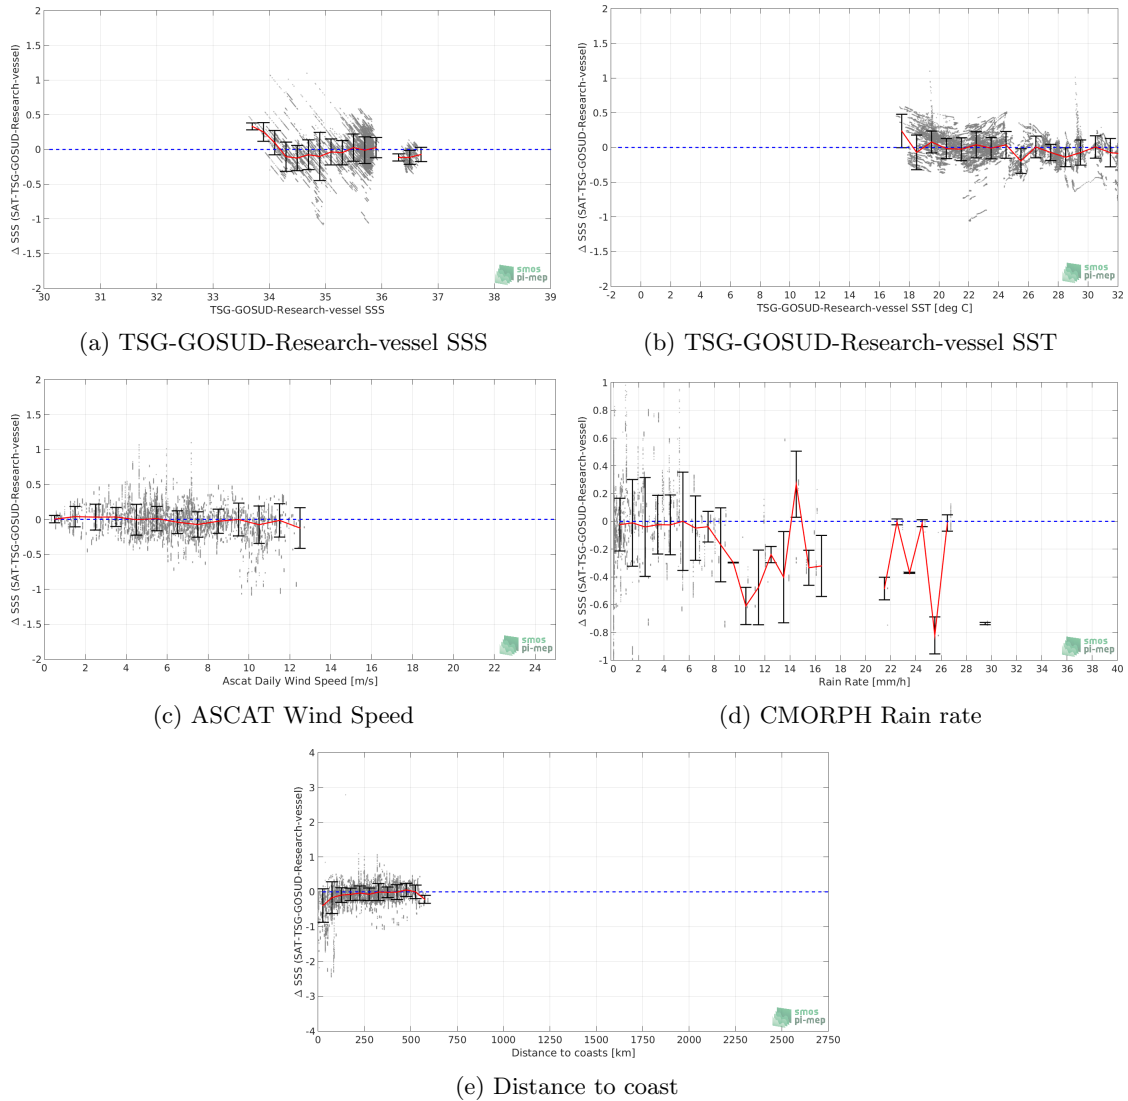 Δ SSS (SAT-TSG-GOSUD-Research-vessel)
2
1.5
1
0.5
0
-0.5
-1
-1.5
-2
30 31 32 33 34 35 36 37 38 39
TSG-GOSUD-Research-vessel SSS
smos
pi-mep
(a) TSG-GOSUD-Research-vessel SSS
Δ SSS (SAT-TSG-GOSUD-Research-vessel)
2
1.5
1
0.5
0
-0.5
-1
-1.5
-2
-2 0 2 4 6 8 10 12 14 16 18 20 22 24 26 28 30 32
TSG-GOSUD-Research-vessel SST [deg C]
smos
pi-mep
(b) TSG-GOSUD-Research-vessel SST
Δ SSS (SAT-TSG-GOSUD-Research-vessel)
2
1.5
1
0.5
0
-0.5
-1
-1.5
-2
0 2 4 6 8 10 12 14 16 18 20 22 24
Ascat Daily Wind Speed [m/s]
smos
pi-mep
(c) ASCAT Wind Speed
Δ SSS (SAT-TSG-GOSUD-Research-vessel)
1
0.8
0.6
0.4
0.2
0
-0.2
-0.4
-0.6
-0.8
-1
0 2 4 6 8 10 12 14 16 18 20 22 24 26 28 30 32 34 36 38 40
Rain Rate [mm/h]
smos
pi-mep
(d) CMORPH Rain rate
Δ SSS (SAT-TSG-GOSUD-Research-vessel)
4
3
2
1
0
-1
-2
-3
-4
0 250 500 750 1000 1250 1500 1750 2000 2250 2500 2750
Distance to coasts [km]
smos
pi-mep
(e) Distance to coast